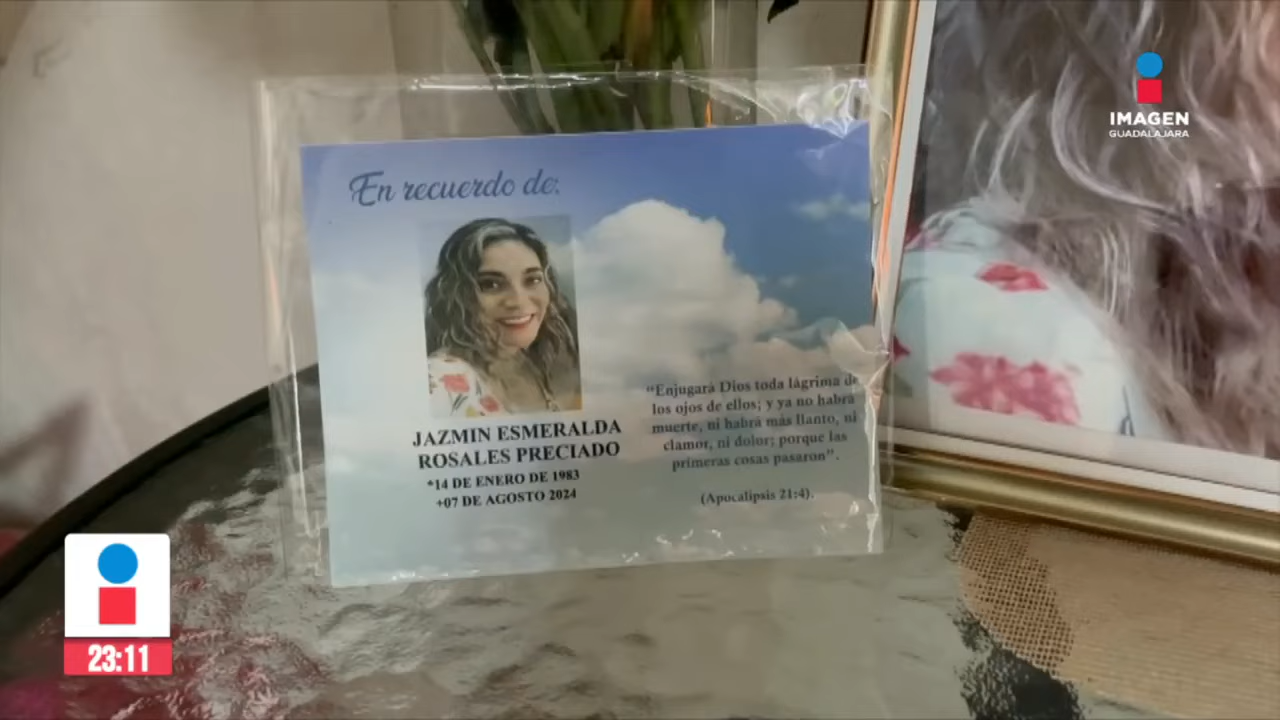 IMAGEN
GUADALAJARA
En recuerdo de:
JAZMIN ESMERALDA
ROSALES PRECIADO
*14 DE ENERO DE 1983
+07 DE AGOSTO 2024
“Enjugará Dios toda lágrima de
los ojos de ellos; y ya no habrá
muerte, ni habrá más llanto, ni
clamor, ni dolor; porque las
primeras cosas pasaron”.
(Apocalipsis 21:4).
23:11